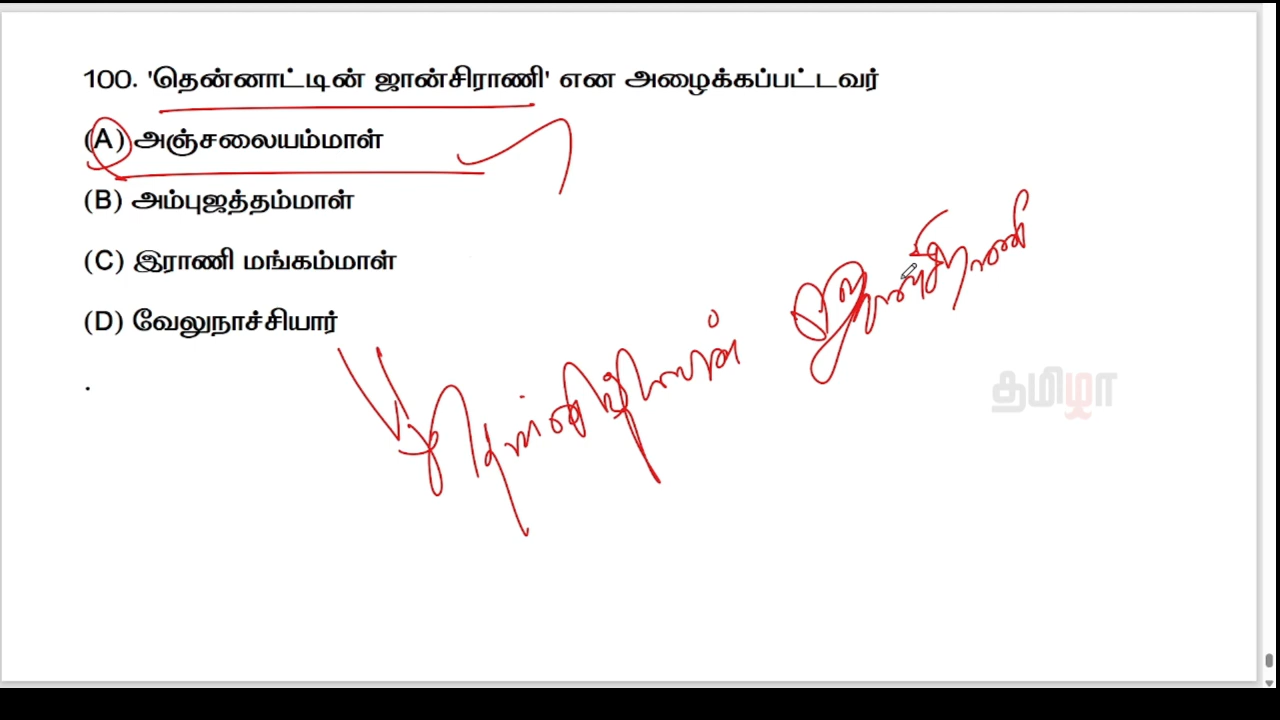 100. 'தென்னாட்டின் ஜான்சிராணி' என அழைக்கப்பட்டவர்
(A) அஞ்சலையம்மாள்
(B) அம்புஜத்தம்மாள்
(C) இராணி மங்கம்மாள்
(D) வேலுநாச்சியார்
.
தமிழா